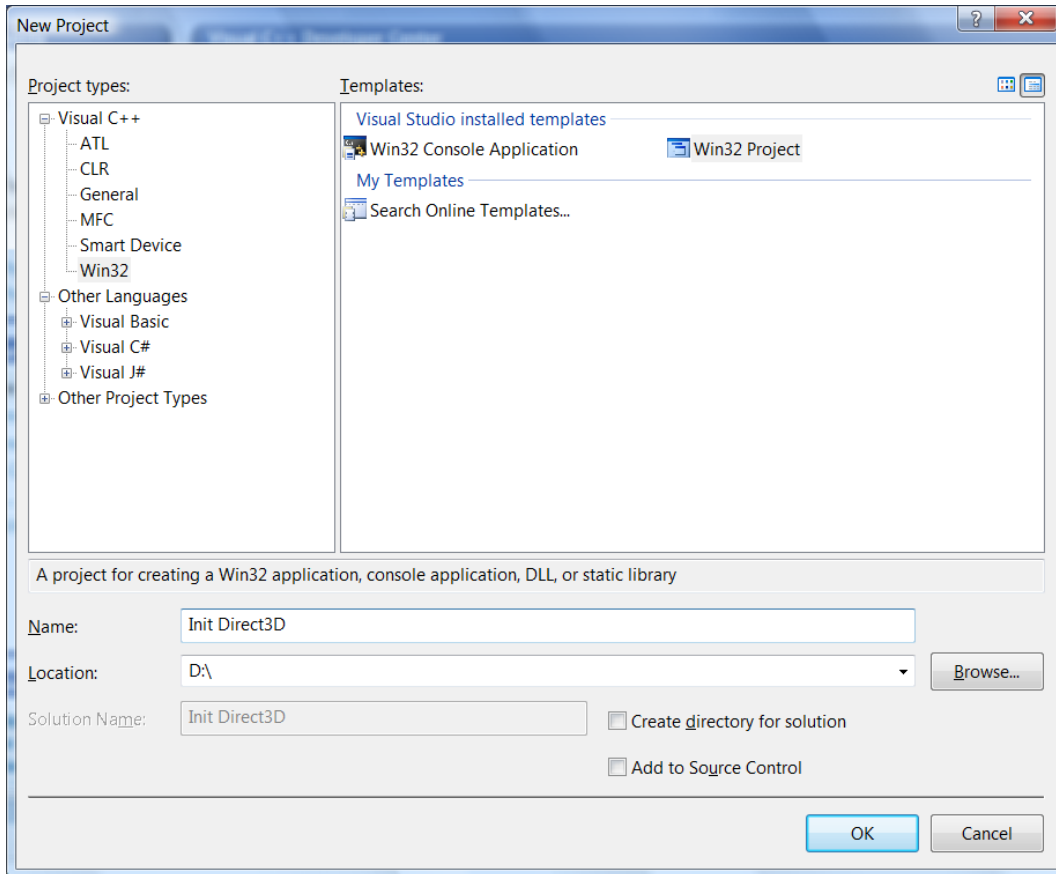 New Project
Visual C++ Developer Center
Project types:
Templates:
Visual C++
ATL
CLR
General
MFC
Smart Device
Win32
Other Languages
Visual Basic
Visual C#
Visual J#
Other Project Types
Visual Studio installed templates
Win32 Console Application
Win32 Project
My Templates
Search Online Templates...
A project for creating a Win32 application, console application, DLL, or static library
Name:
Init Direct3D
Location:
D:\
Browse...
Solution Name:
Init Direct3D
Create directory for solution
Add to Source Control
OK
Cancel